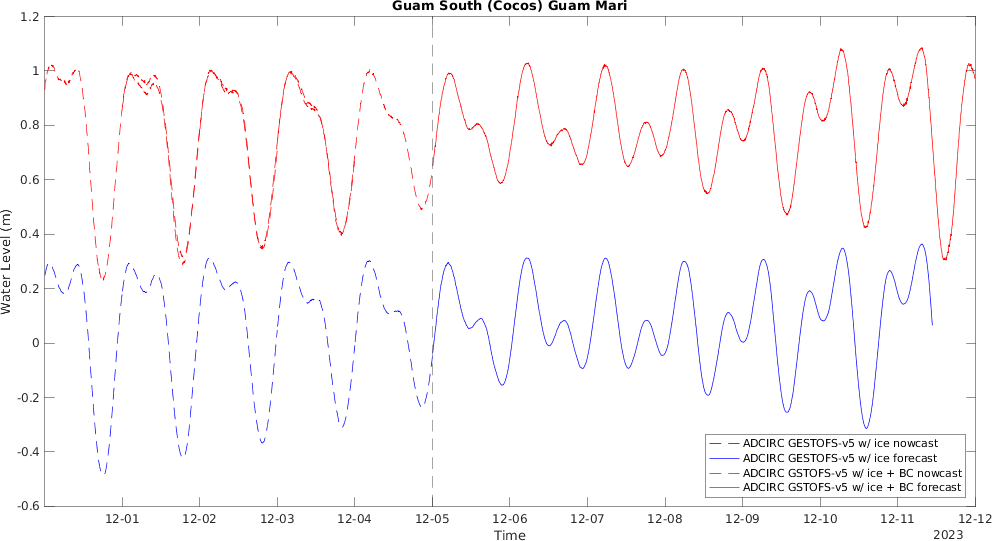 Guam South (Cocos) Guam Mari
1.2
1
0.8
0.6
0.4
0.2
0
-0.2
-0.4
-0.6
Water Level (m)
ADCIRC GESTOFS-v5 w/ ice nowcast
ADCIRC GESTOFS-v5 w/ ice forecast
ADCIRC GSTOFS-v5 w/ ice + BC nowcast
ADCIRC GSTOFS-v5 w/ ice + BC forecast
12-01 12-02 12-03 12-04 12-05 12-06 12-07 12-08 12-09 12-10 12-11 12-12
Time
2023